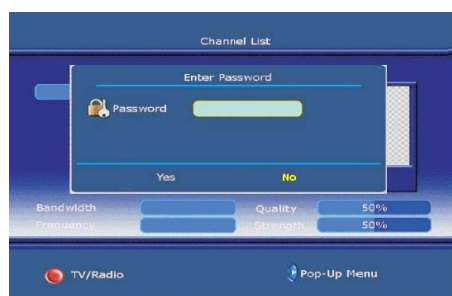 Channel List
Enter Password
Password
Yes No
Bandwidth Quality 50%
Frequency Strength 50%
TV/Radio Pop-Up Menu